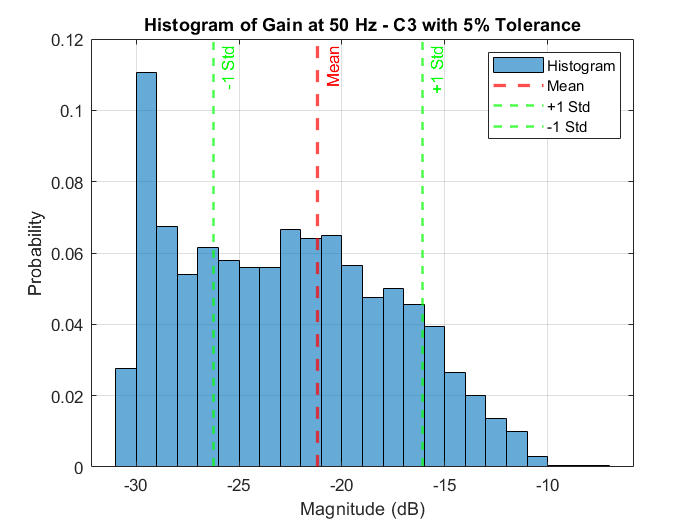 Histogram of Gain at 50 Hz - C3 with 5% Tolerance
0.12
0.1
0.08
0.06
0.04
0.02
0
Probability
-1 Std
Mean
+1 Std
Histogram
Mean
+1 Std
-1 Std
-30
-25
-20
-15
-10
Magnitude (dB)